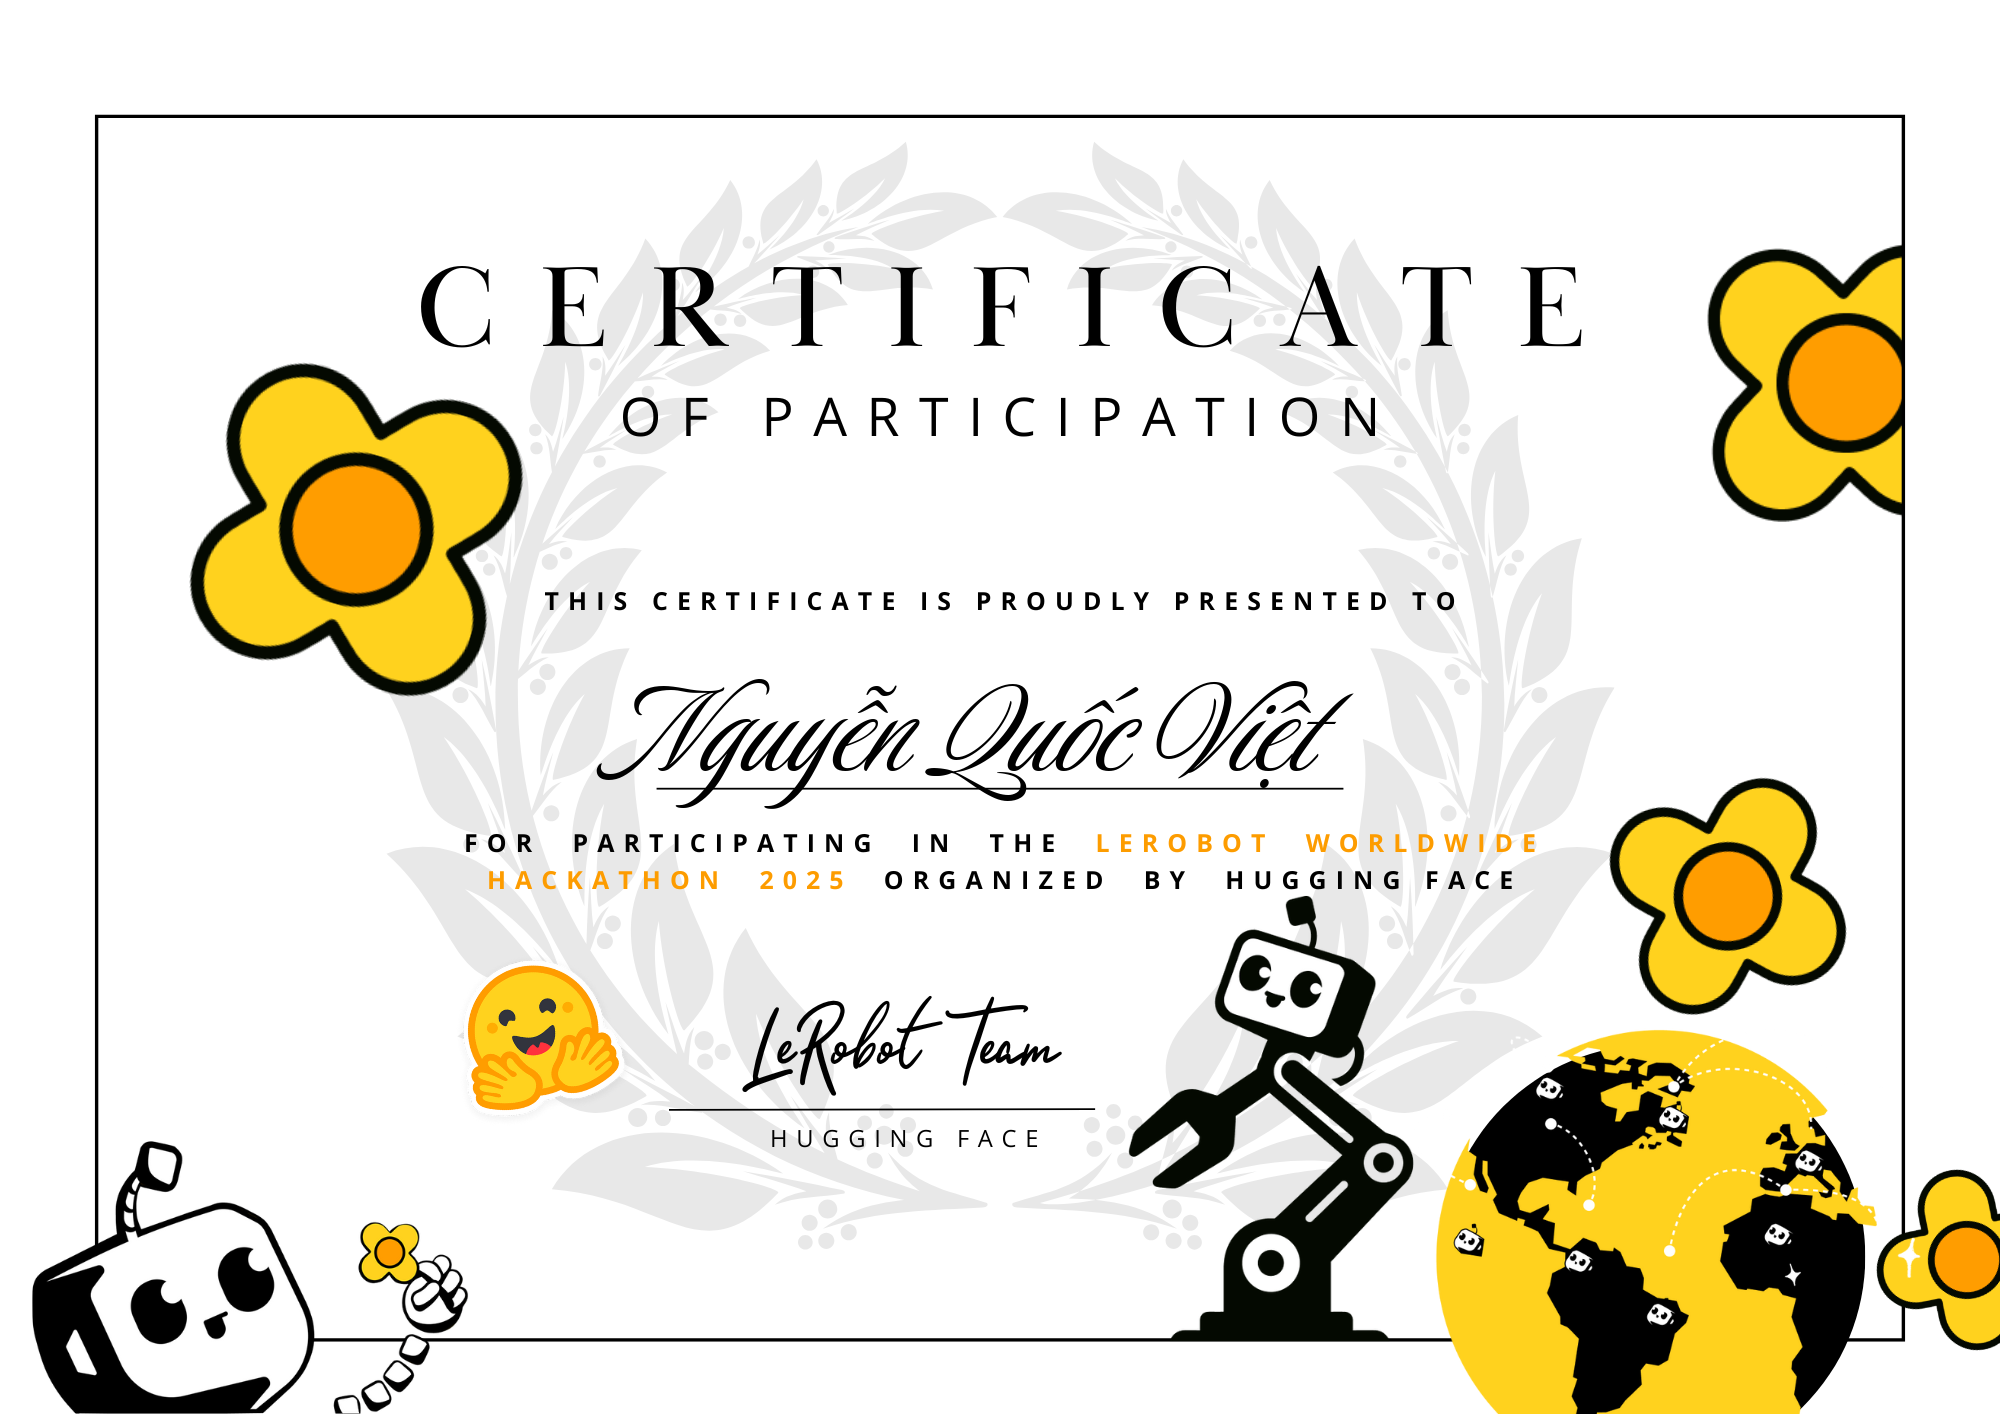 CERTIFICATE
OF PARTICIPATION
THIS CERTIFICATE IS PROUDLY PRESENTED TO
Nguyễn Quốc Việt
FOR PARTICIPATING IN THE LEROBOT WORLDWIDE
HACKATHON 2025 ORGANIZED BY HUGGING FACE
LeRobot Team
HUGGING FACE